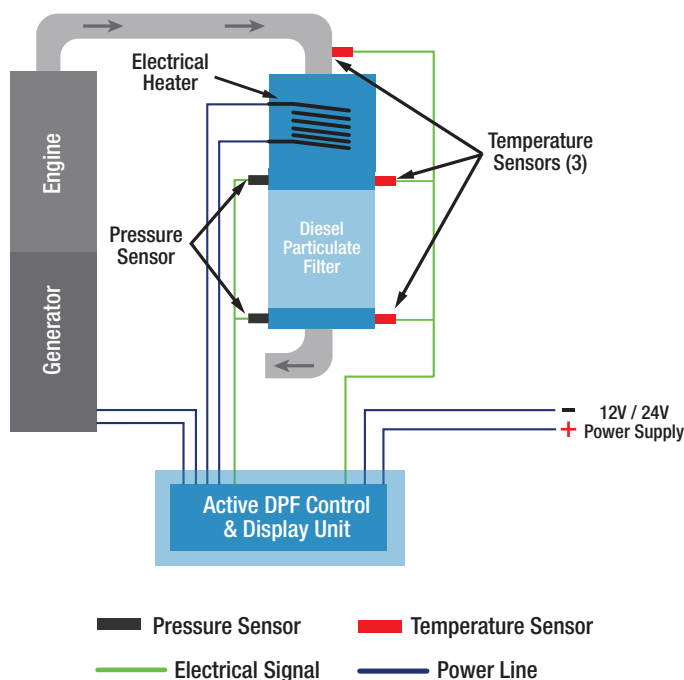 Electrical
Heater
Engine
Temperature
Sensors (3)
Pressure
Sensor
Diesel
Particulate
Filter
Generator
- 12V / 24V
+ Power Supply
Active DPF Control
& Display Unit
Pressure Sensor
Temperature Sensor
Electrical Signal
Power Line